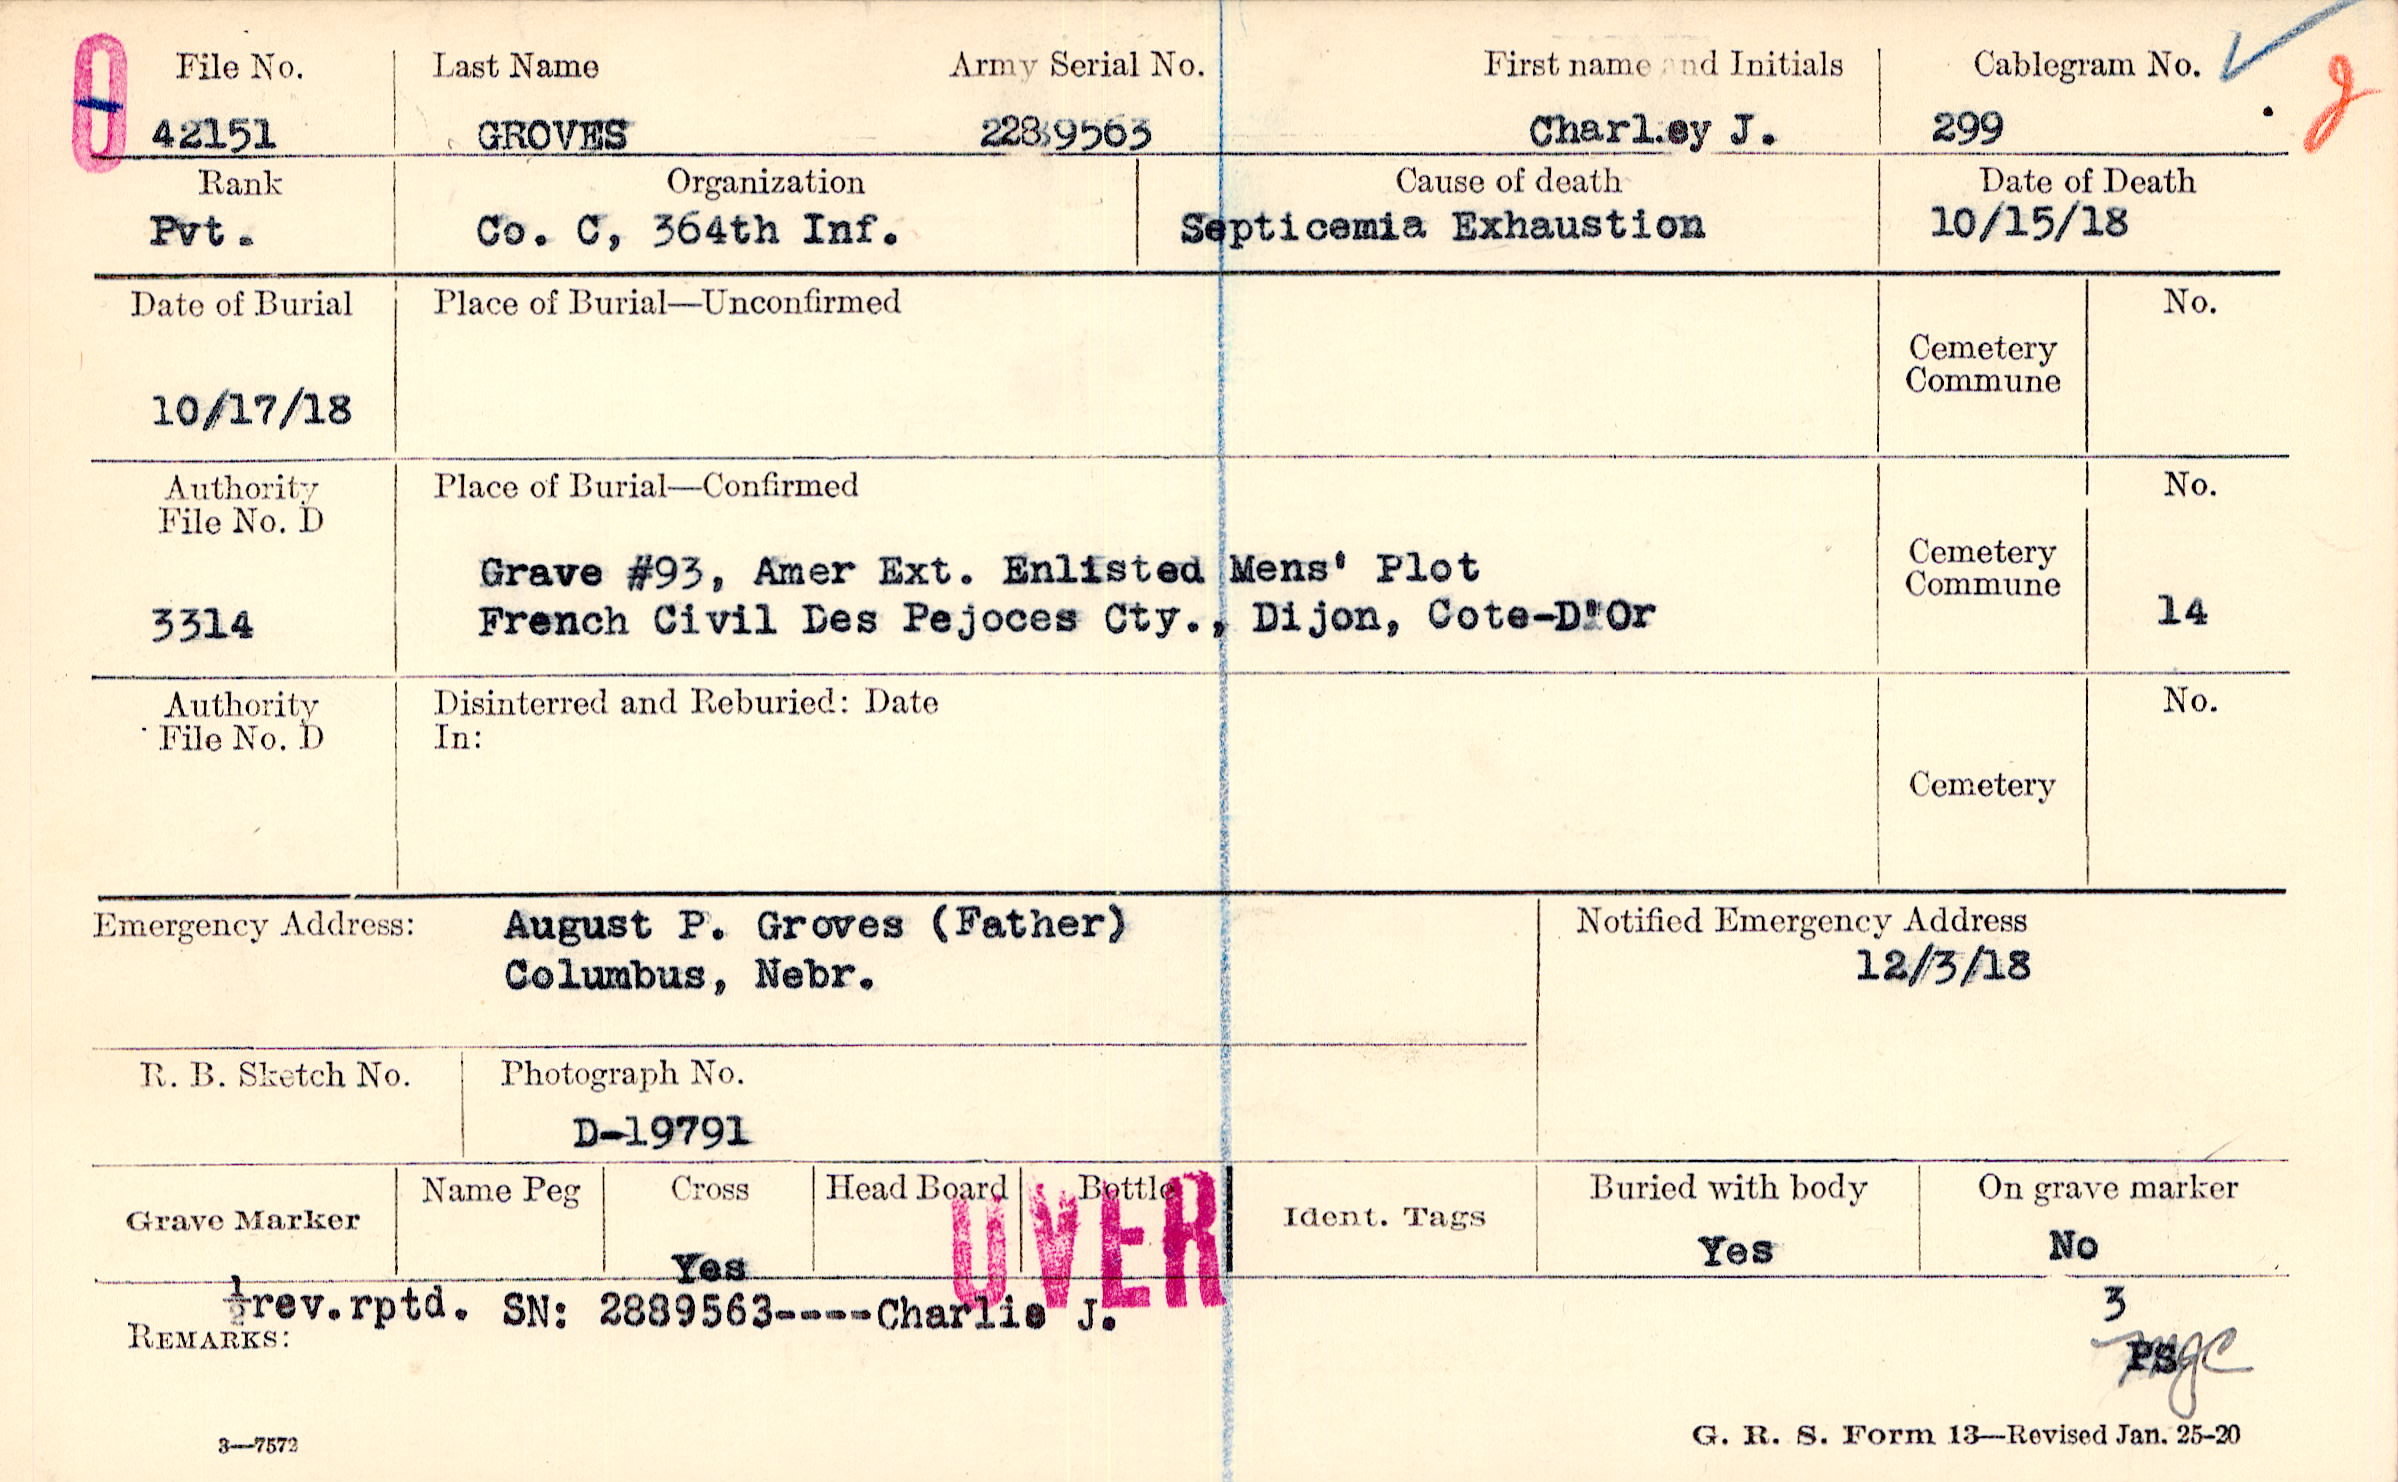 0
File No. Last Name Army Serial No. First name and Initials Cablegram No.
42151 GROVES 2289563 Charley J. 299
Rank Organization Cause of death Date of Death
Pvt. Co. C, 364th Inf. Septicemia Exhaustion 10/15/18
Date of Burial Place of Burial—Unconfirmed No.
Cemetery
Commune
10/17/18
Authority Place of Burial—Confirmed No.
File No. D
Cemetery
Grave #93, Amer Ext. Enlisted Mens' Plot
Commune
3314 French Civil Des Pejoces Cty., Dijon, Cote-D'Or 14
Authority Disinterred and Reburied: Date No.
File No. D In:
Cemetery
Emergency Address: August P. Groves (Father) Notified Emergency Address
Columbus, Nebr. 12/3/18
R. B. Sketch No. Photograph No.
D-19791
Grave Marker Name Peg Cross Head Board Bottle Ident. Tags Buried with body On grave marker
Yes Yes No
OVER
½rev.rptd. SN: 2889563----Charlie J. 3
REMARKS:
PS
3—7572 G. R. S. Form 13—Revised Jan. 25-20